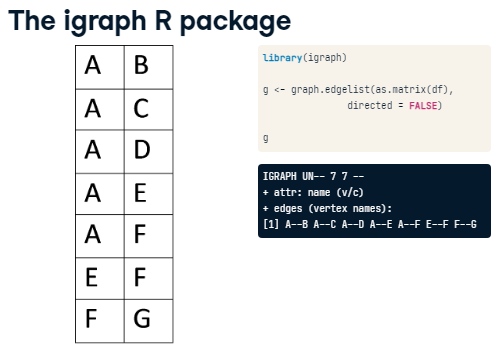 The igraph R package
A B
A C
A D
A E
A F
E F
F G
library(igraph)
g <- graph.edgelist(as.matrix(df),
directed = FALSE)
g
IGRAPH UN-- 7 7 --
+ attr: name (v/c)
+ edges (vertex names):
[1] A--B A--C A--D A--E A--F E--F F--G